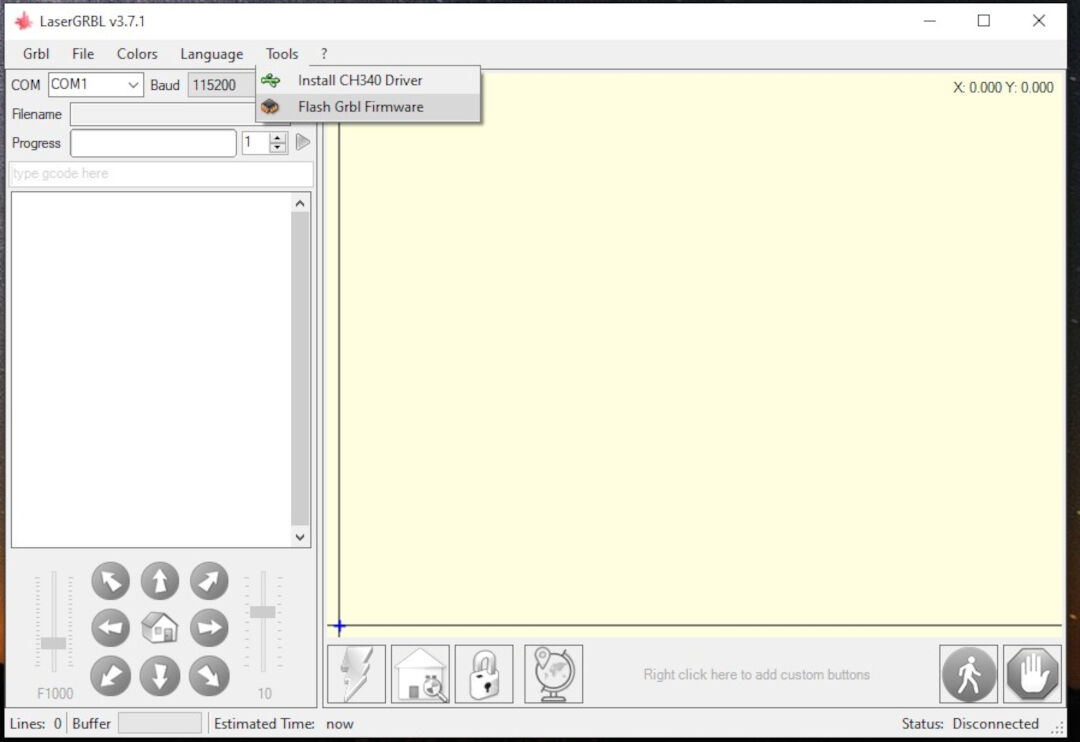 LaserGRBL v3.7.1
Grbl File Colors Language Tools ?
COM COM1 Baud 115200
Install CH340 Driver
Flash Grbl Firmware
X: 0.000 Y: 0.000
Filename
Progress 1
type gcode here
F1000 10
Right click here to add custom buttons
Lines: 0 Buffer Estimated Time: now Status: Disconnected